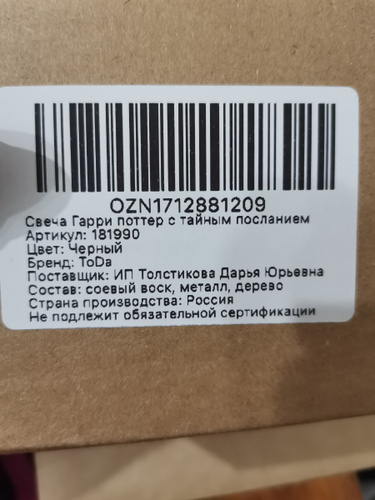 OZN1712881209
Свеча Гарри поттер с тайным посланием
Артикул: 181990
Цвет: Черный
Бренд: ToDa
Поставщик: ИП Толстикова Дарья Юрьевна
Состав: соевый воск, металл, дерево
Страна производства: Россия
Не подлежит обязательной сертификации